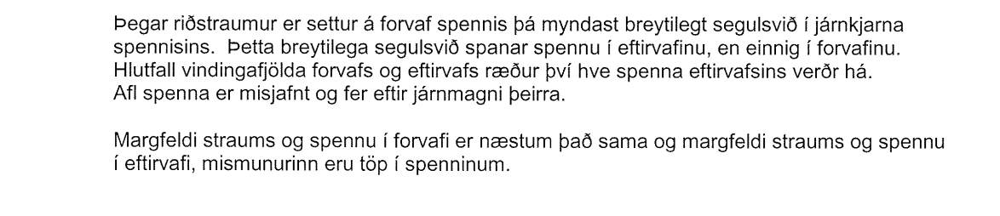 Þegar riðstraumur er settur á forvaf spennis þá myndast breytilegt segulsvið í járnkjarna
spennisins.  Þetta breytilega segulsvið spanar spennu í eftirvafinu, en einnig í forvafinu.
Hlutfall vindingafjölda forvafs og eftirvafs ræður því hve spenna eftirvafsins verðr há.
Afl spenna er misjafnt og fer eftir járnmagni þeirra.

Margfeldi straums og spennu í forvafi er næstum það sama og margfeldi straums og spennu
í eftirvafi, mismunurinn eru töp í spenninum.